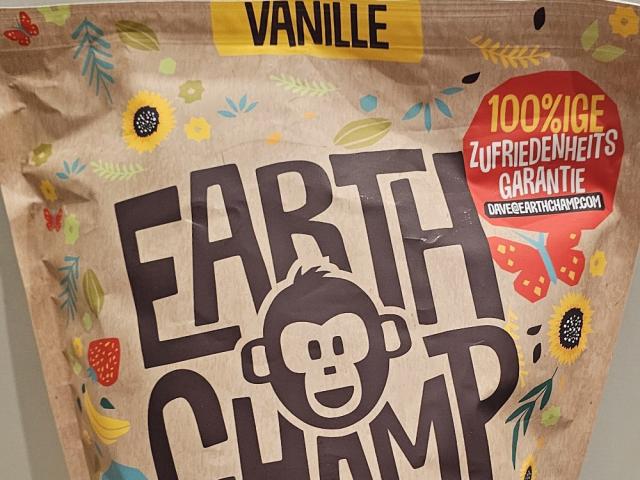 VANILLE
100%IGE
ZUFRIEDENHEITS
GARANTIE
DAVE@EARTHCHAMP.COM
EARTH
CHAMP